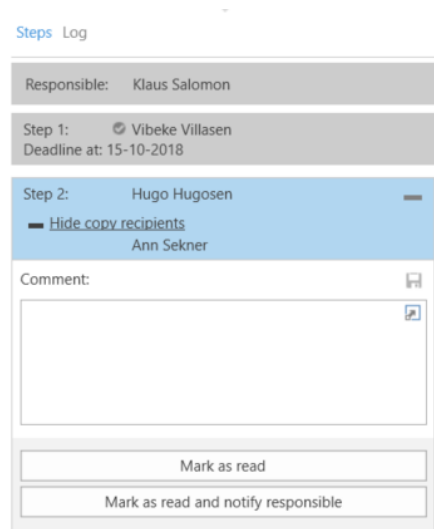 Steps Log
Responsible: Klaus Salomon
Step 1: Vibeke Villasen
Deadline at: 15-10-2018
Step 2: Hugo Hugosen
Hide copy recipients
Ann Sekner
Comment:
Mark as read
Mark as read and notify responsible